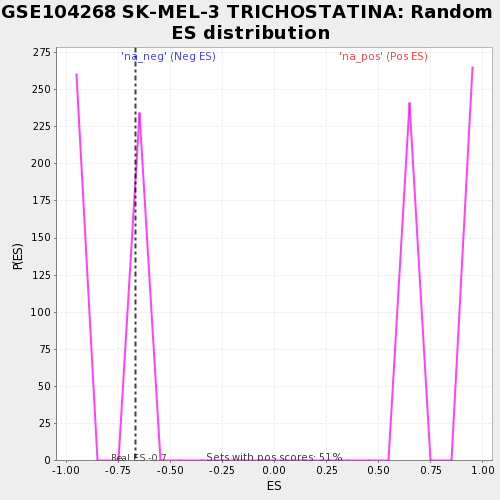 GSE104268 SK-MEL-3 TRICHOSTATINA: Random
ES distribution
'na_neg' (Neg ES)
'na_pos' (Pos ES)
275
250
225
200
175
150
125
100
75
50
25
0
P(ES)
Real ES -0.7
Sets with pos scores: 51%
-1.00 -0.75 -0.50 -0.25 0.00 0.25 0.50 0.75 1.00
ES